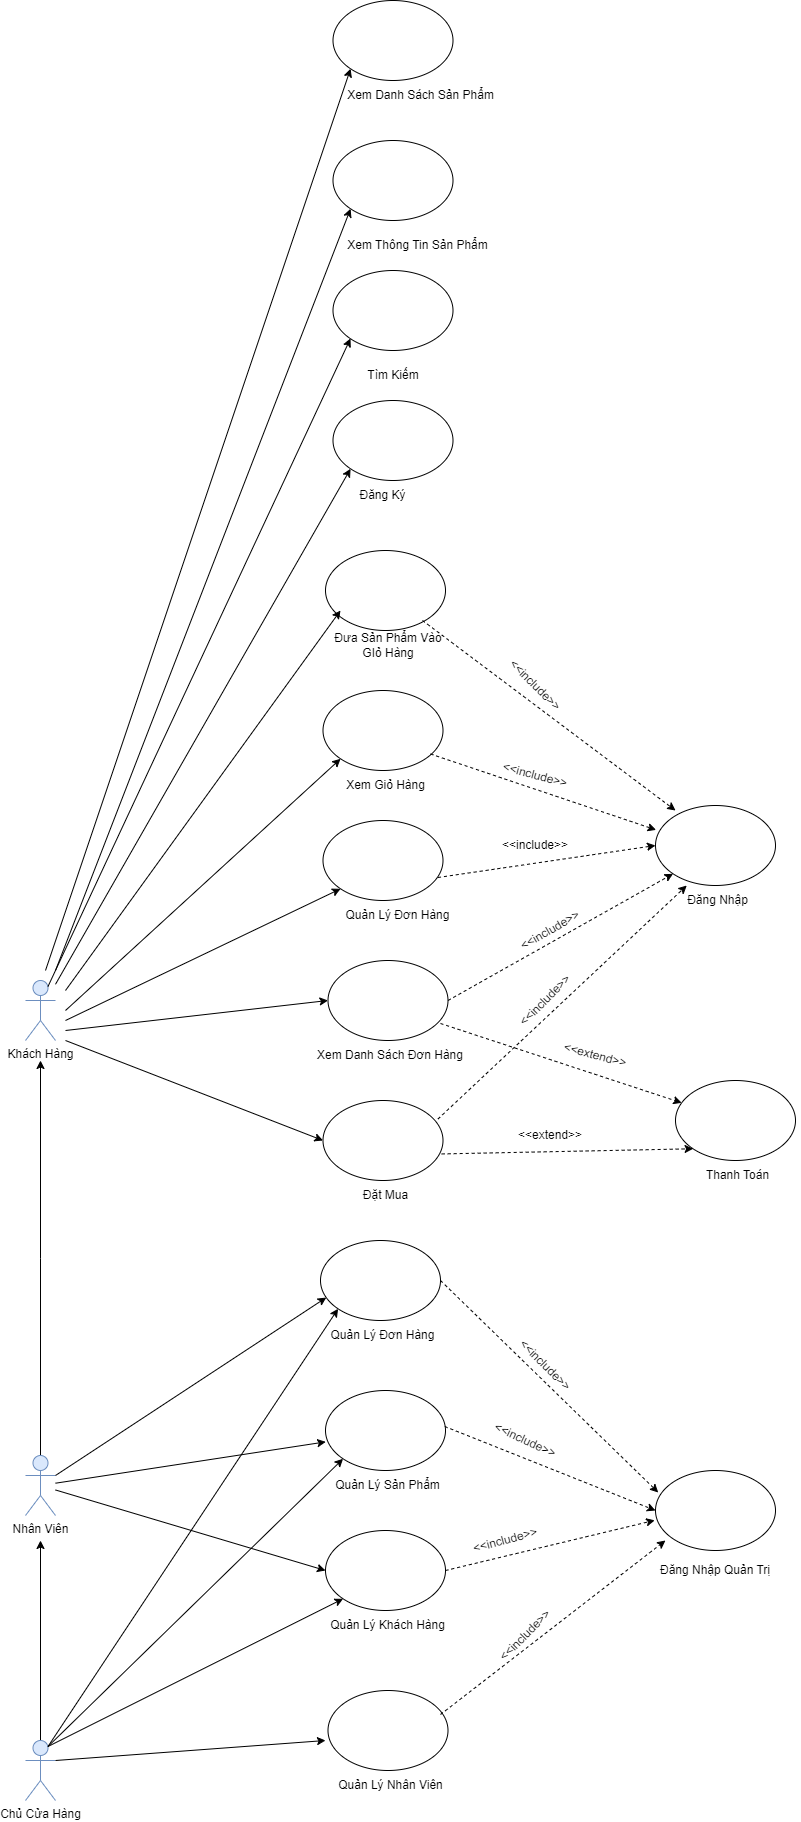 Xem Danh Sách Sản Phẩm
Xem Thông Tin Sản Phẩm
Tìm Kiếm
Đăng Ký
Đưa Sản Phẩm Vào
GIỏ Hàng
<<include>>
Xem Giỏ Hàng
<<include>>
Quản Lý Đơn Hàng
<<include>>
Đăng Nhập
<<include>>
<<include>>
Khách Hàng
Xem Danh Sách Đơn Hàng
<<extend>>
Đặt Mua
<<extend>>
Thanh Toán
Quản Lý Đơn Hàng
<<include>>
Quản Lý Sản Phẩm
<<include>>
Nhân Viên
Quản Lý Khách Hàng
<<include>>
Đăng Nhập Quản Trị
<<include>>
Quản Lý Nhân Viên
Chủ Cửa Hàng